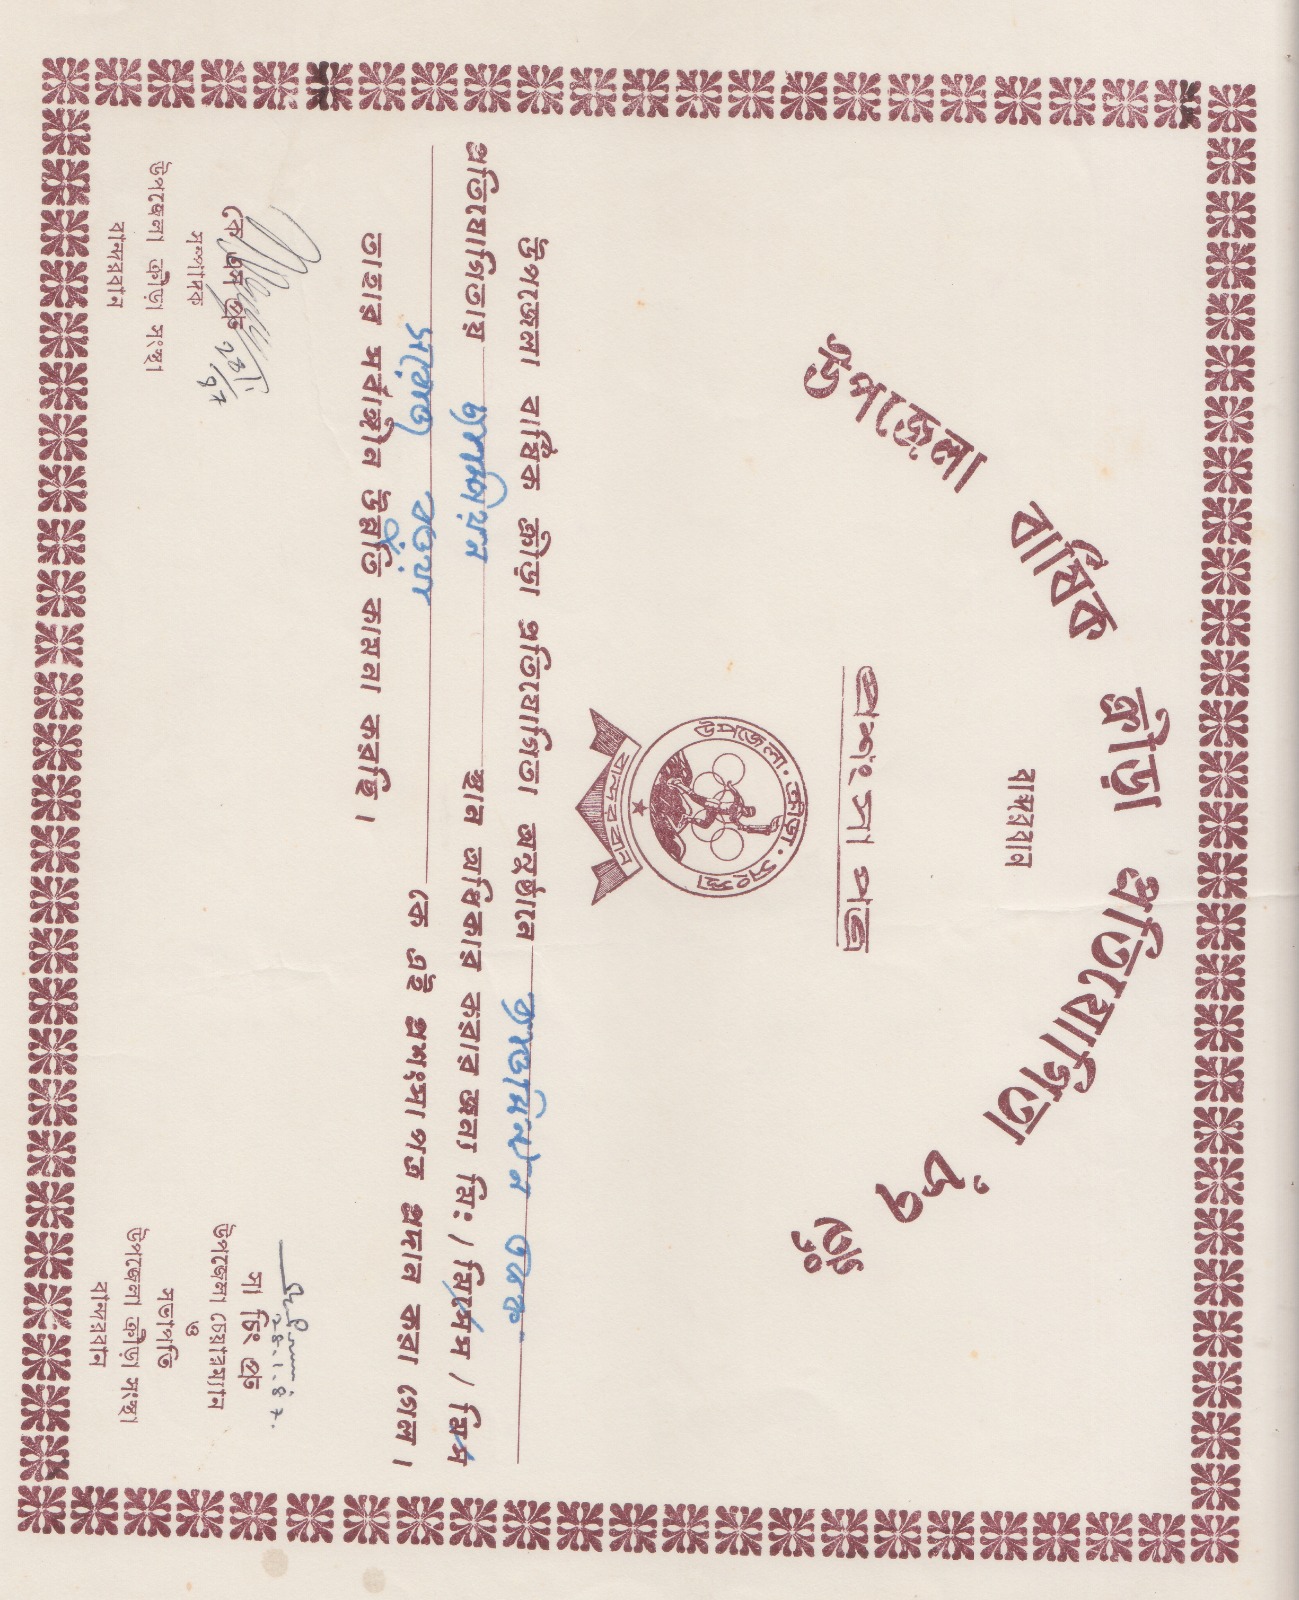 উপজেলা বার্ষিক ক্রীড়া প্রতিযোগিতা ৮৭ ইং
বান্দরবান
প্রশংসা পত্র
উপজেলা · ক্রীড়া · সংস্থা
বান্দরবান
উপজেলা বার্ষিক ক্রীড়া প্রতিযোগিতা অনুষ্ঠানে ব্যাডমিন্টন একক
প্রতিযোগিতায় চ্যাম্পিয়ন স্থান অধিকার করার জন্য মিঃ / মিসেস / মিস
সরোজ বড়ুয়া কে এই প্রশংসা পত্র প্রদান করা গেল।
তাহার সর্বাঙ্গীন উন্নতি কামনা করছি।
28/1/87
কে এস প্রু
সম্পাদক
উপজেলা ক্রীড়া সংস্থা
বান্দরবান
28.1.87.
সা চিং প্রু
উপজেলা চেয়ারম্যান
ও
সভাপতি
উপজেলা ক্রীড়া সংস্থা
বান্দরবান